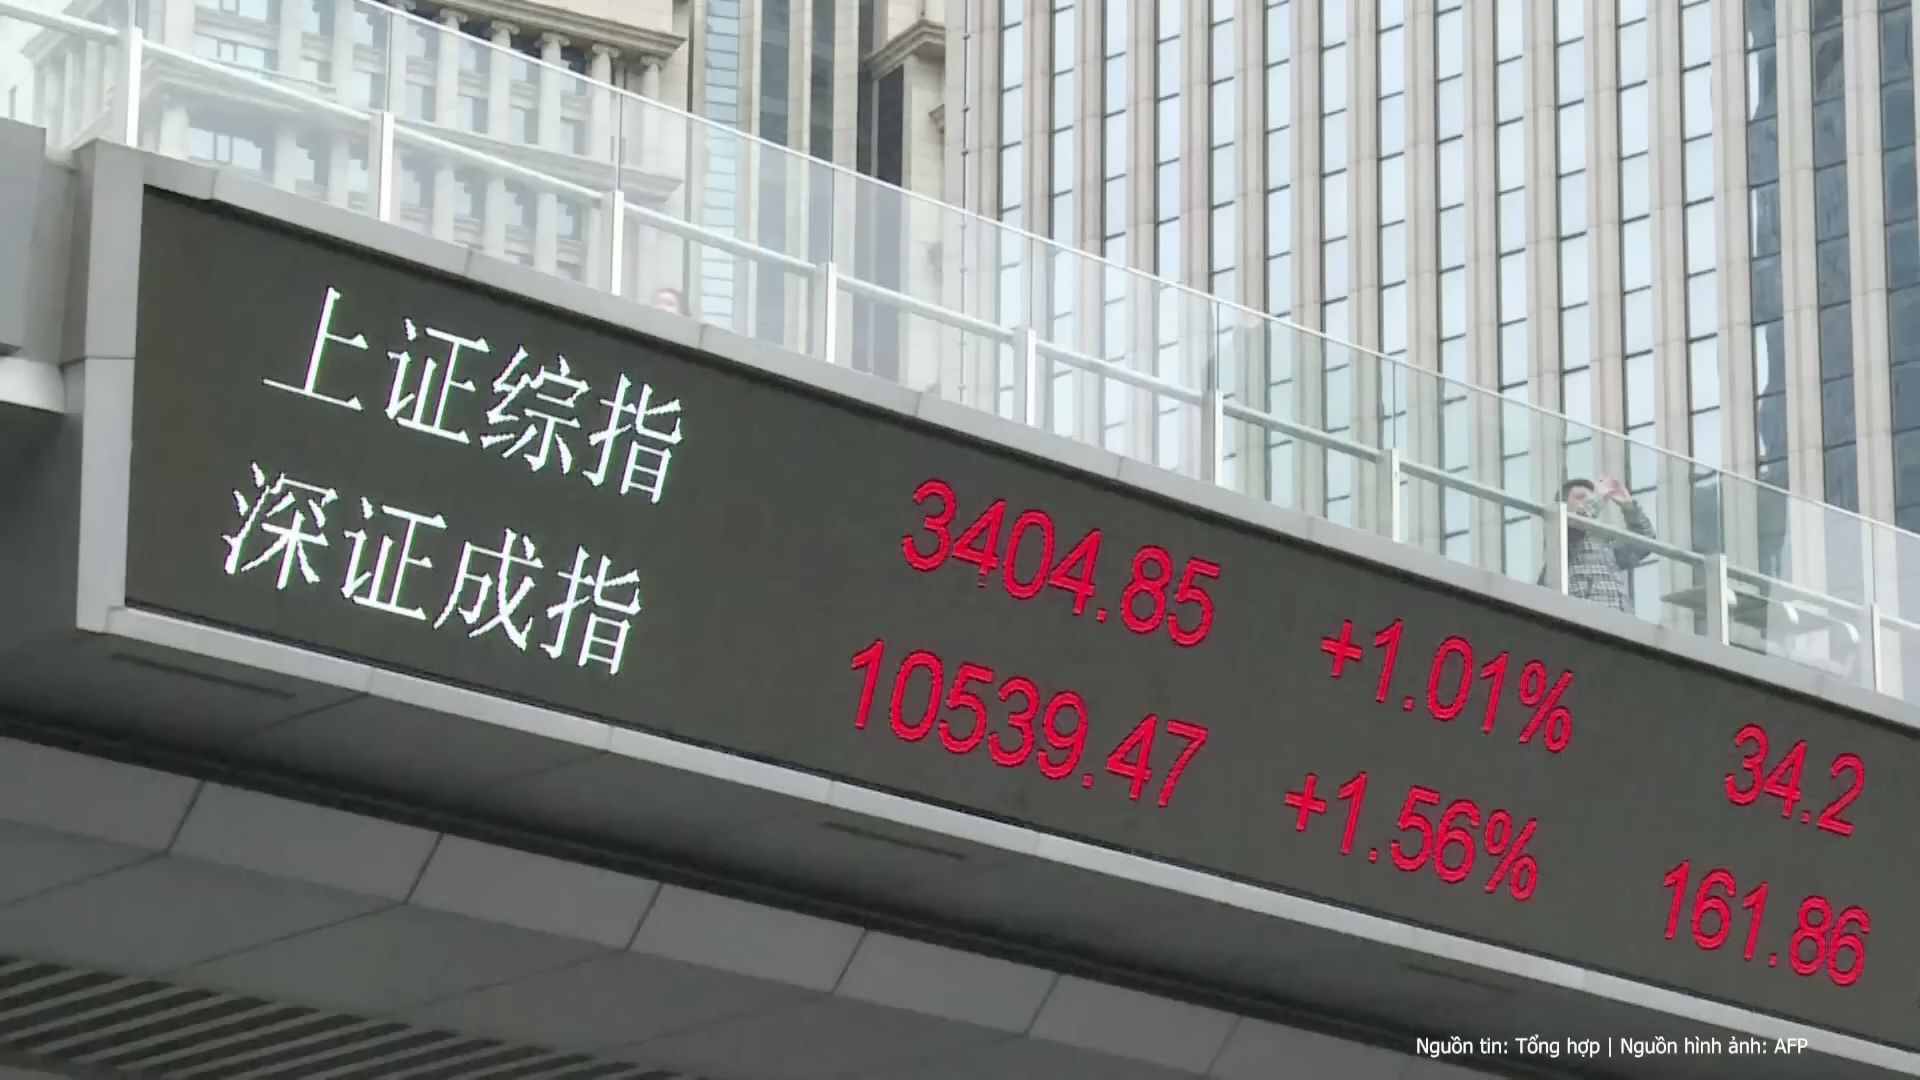 上证综指 3404.85 +1.01% 34.2
深证成指 10539.47 +1.56% 161.86
Nguồn tin: Tổng hợp | Nguồn hình ảnh: AFP